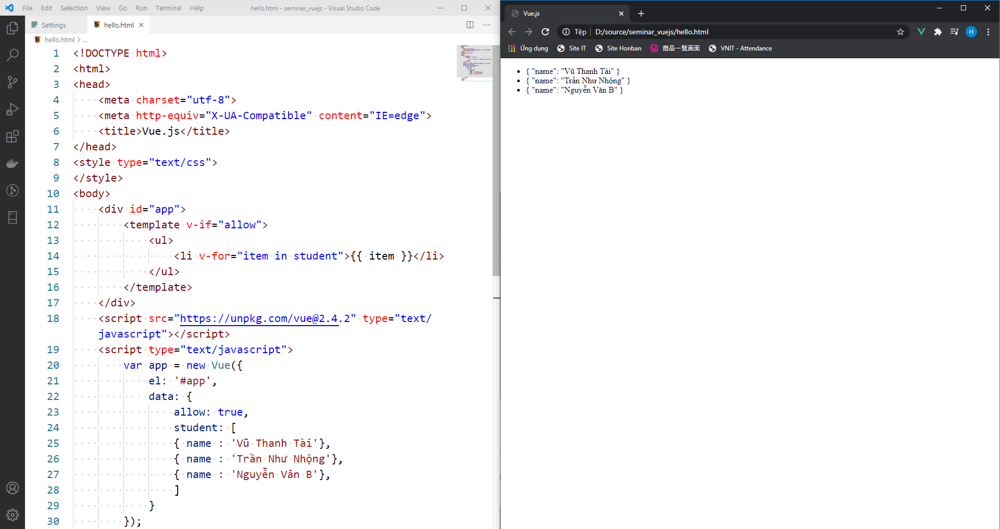 File Edit Selection View Go Run Terminal Help hello.html - seminar_vuejs - Visual Studio Code
Settings hello.html
hello.html > ...
1 <!DOCTYPE html>
2 <html>
3 <head>
4 <meta charset="utf-8">
5 <meta http-equiv="X-UA-Compatible" content="IE=edge">
6 <title>Vue.js</title>
7 </head>
8 <style type="text/css">
9 </style>
10 <body>
11 <div id="app">
12 <template v-if="allow">
13 <ul>
14 <li v-for="item in student">{{ item }}</li>
15 </ul>
16 </template>
17 </div>
18 <script src="https://unpkg.com/vue@2.4.2" type="text/
javascript"></script>
19 <script type="text/javascript">
20 var app = new Vue({
21 el: '#app',
22 data: {
23 allow: true,
24 student: [
25 { name : 'Vũ Thanh Tài'},
26 { name : 'Trần Như Nhộng'},
27 { name : 'Nguyễn Văn B'},
28 ]
29 }
30 });
Vue.js
Tệp D:/source/seminar_vuejs/hello.html H
Ứng dụng Site IT Site Honban 商品一覧画面 VNIT - Attendance
• { "name": "Vũ Thanh Tài" }
• { "name": "Trần Như Nhộng" }
• { "name": "Nguyễn Văn B" }